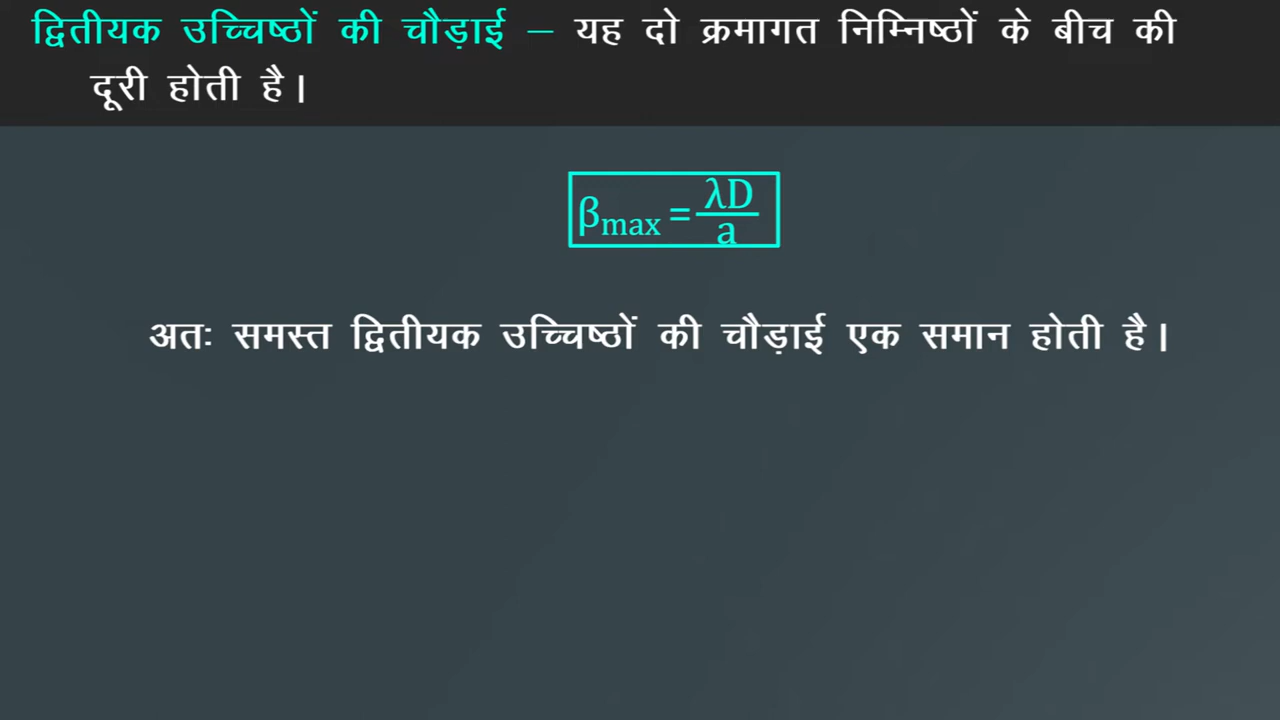 द्वितीयक उच्चिष्ठों की चौड़ाई – यह दो क्रमागत निम्निष्ठों के बीच की
दूरी होती है।
βmax = λD/a
अतः समस्त द्वितीयक उच्चिष्ठों की चौड़ाई एक समान होती है।